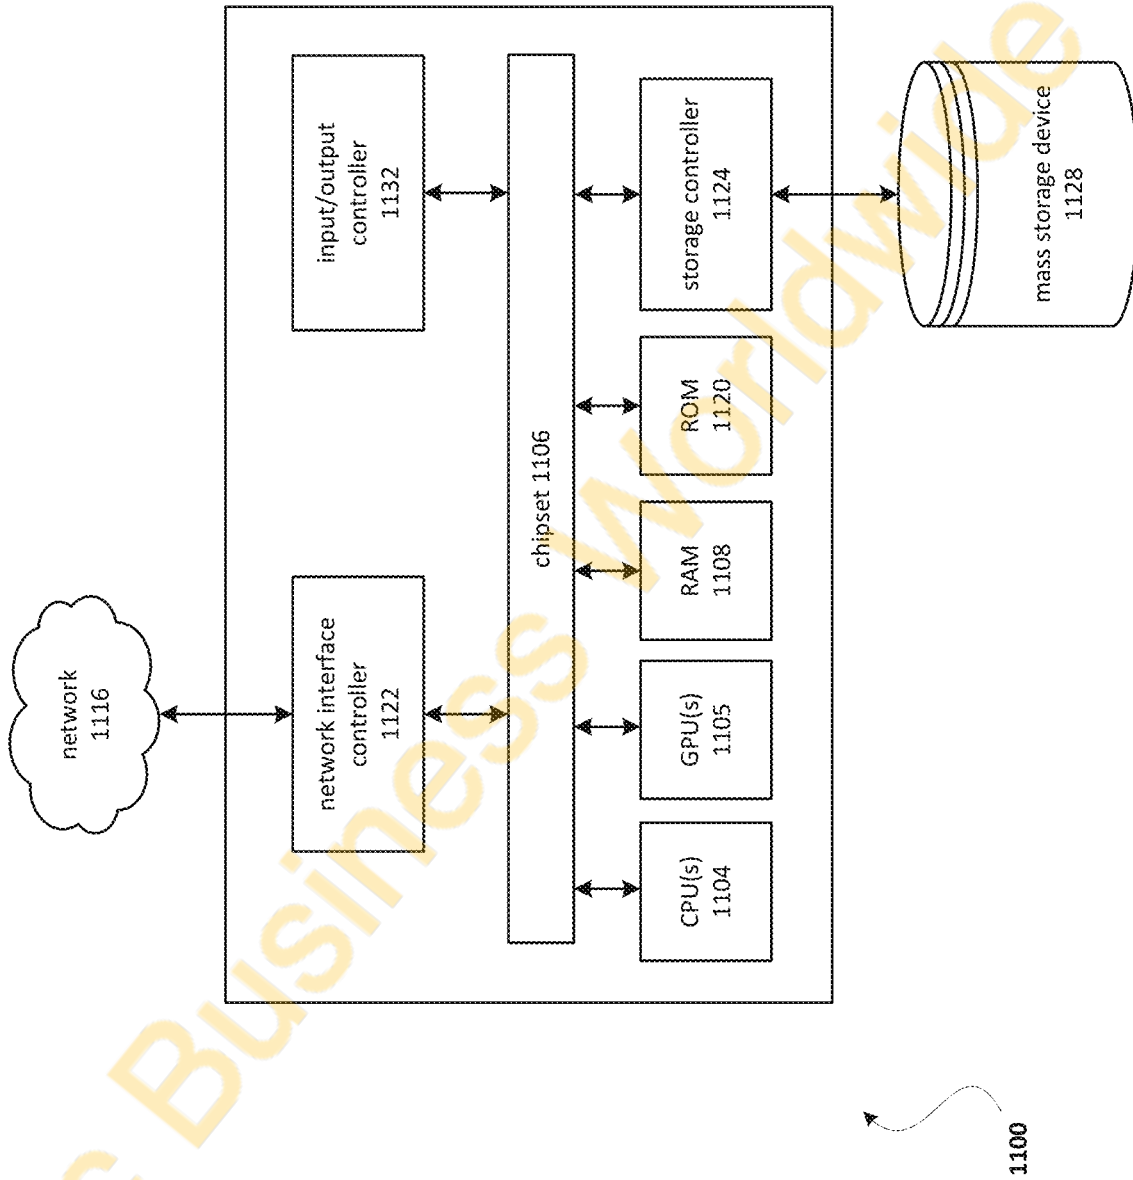 network
1116
network interface
controller
1122
input/output
controller
1132
chipset 1106
CPU(s)
1104
GPU(s)
1105
RAM
1108
ROM
1120
storage controller
1124
mass storage device
1128
1100
Business Worldwide